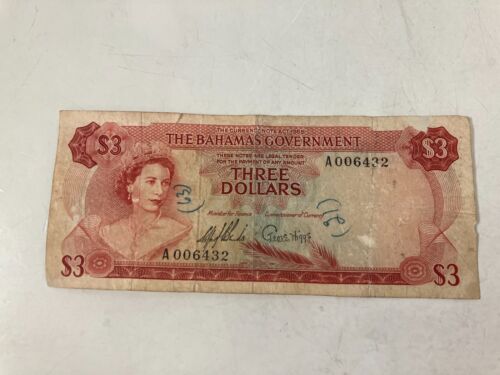 THE CURRENCY NOTE ACT 1965
THE BAHAMAS GOVERNMENT
$3 $3
THESE NOTES ARE LEGAL TENDER
FOR THE PAYMENT OF ANY AMOUNT
A006432
THREE
DOLLARS
(63)
Minister for Finance Commissioner of Currency
A006432
$3 $3